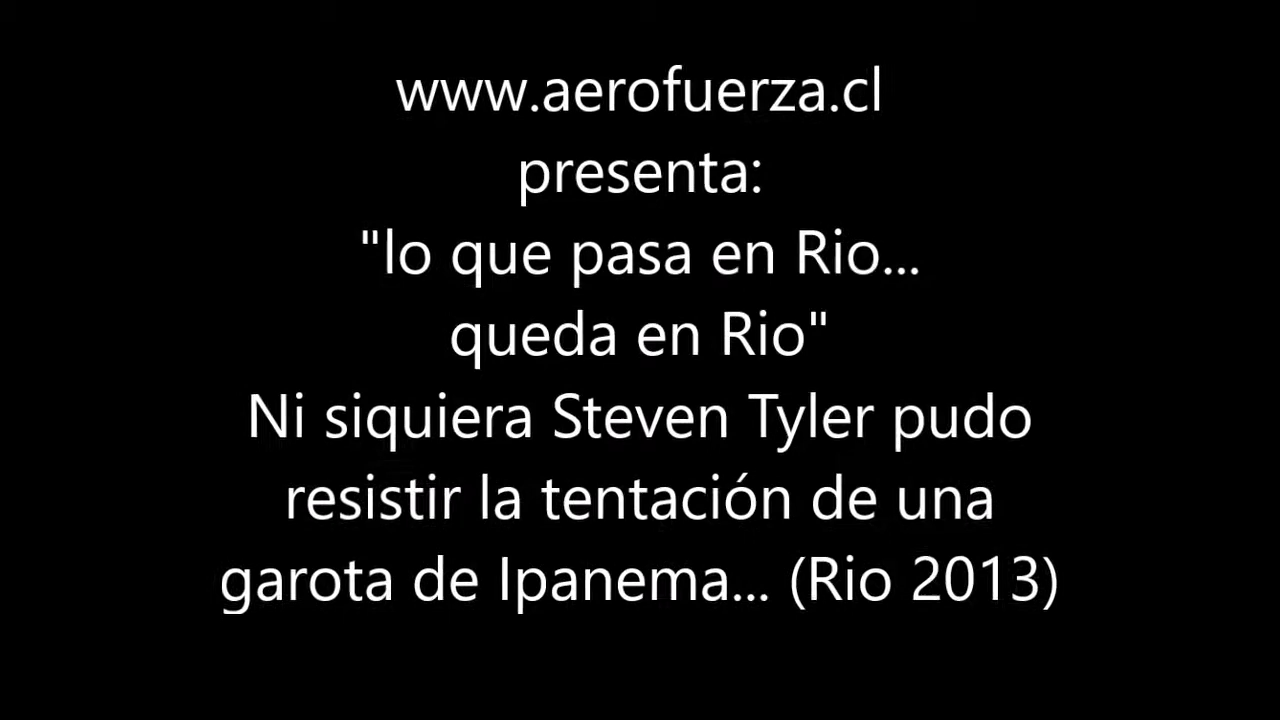 www.aerofuerza.cl
presenta:
"lo que pasa en Rio...
queda en Rio"
Ni siquiera Steven Tyler pudo
resistir la tentación de una
garota de Ipanema... (Rio 2013)